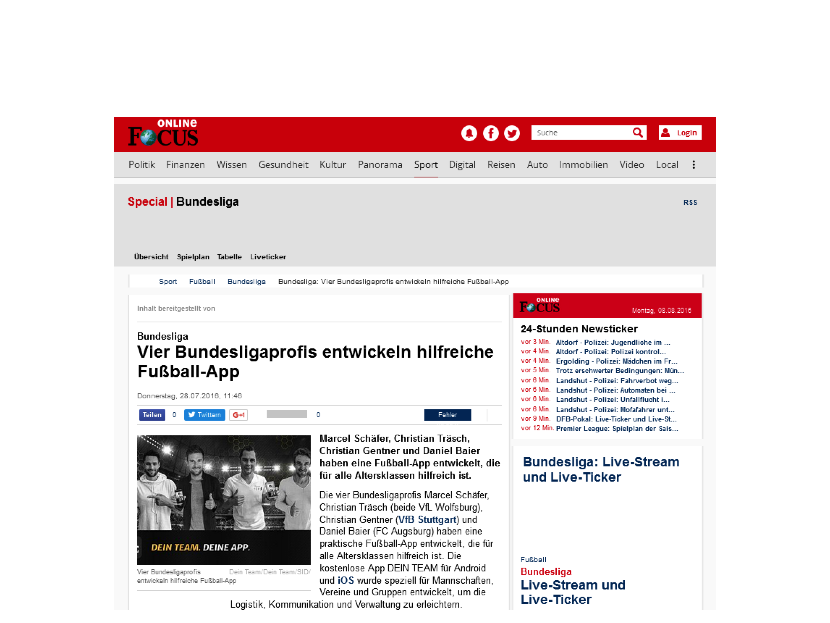 ONLINE
FOCUS
Suche
Login
Politik Finanzen Wissen Gesundheit Kultur Panorama Sport Digital Reisen Auto Immobilien Video Local
Special | Bundesliga
RSS
Übersicht Spielplan Tabelle Liveticker
Sport Fußball Bundesliga Bundesliga: Vier Bundesligaprofis entwickeln hilfreiche Fußball-App
Inhalt bereitgestellt von
Bundesliga
Vier Bundesligaprofis entwickeln hilfreiche
Fußball-App
Donnerstag, 28.07.2016, 11:46
Teilen 0 Twittern G+1 0 Fehler
DEIN TEAM. DEINE APP.
Vier Bundesligaprofis
entwickeln hilfreiche Fußball-App
Dein Team/Dein Team/SID/
Marcel Schäfer, Christian Träsch,
Christian Gentner und Daniel Baier
haben eine Fußball-App entwickelt, die
für alle Altersklassen hilfreich ist.
Die vier Bundesligaprofis Marcel Schäfer,
Christian Träsch (beide VfL Wolfsburg),
Christian Gentner (VfB Stuttgart) und
Daniel Baier (FC Augsburg) haben eine
praktische Fußball-App entwickelt, die für
alle Altersklassen hilfreich ist. Die
kostenlose App DEIN TEAM für Android
und iOS wurde speziell für Mannschaften,
Vereine und Gruppen entwickelt, um die
Logistik, Kommunikation und Verwaltung zu erleichtern.
ONLINE
FOCUS
Montag, 08.08.2016
24-Stunden Newsticker
vor 3 Min. Altdorf - Polizei: Jugendliche im ...
vor 4 Min. Altdorf - Polizei: Polizei kontrol...
vor 4 Min. Ergolding - Polizei: Mädchen im Fr...
vor 5 Min. Trotz erschwerter Bedingungen: Mün...
vor 6 Min. Landshut - Polizei: Fahrverbot weg...
vor 6 Min. Landshut - Polizei: Automaten bei ...
vor 8 Min. Landshut - Polizei: Unfallflucht i...
vor 8 Min. Landshut - Polizei: Mofafahrer unt...
vor 9 Min. DFB-Pokal: Live-Ticker und Live-St...
vor 12 Min. Premier League: Spielplan der Sais...
Bundesliga: Live-Stream
und Live-Ticker
Fußball
Bundesliga
Live-Stream und
Live-Ticker